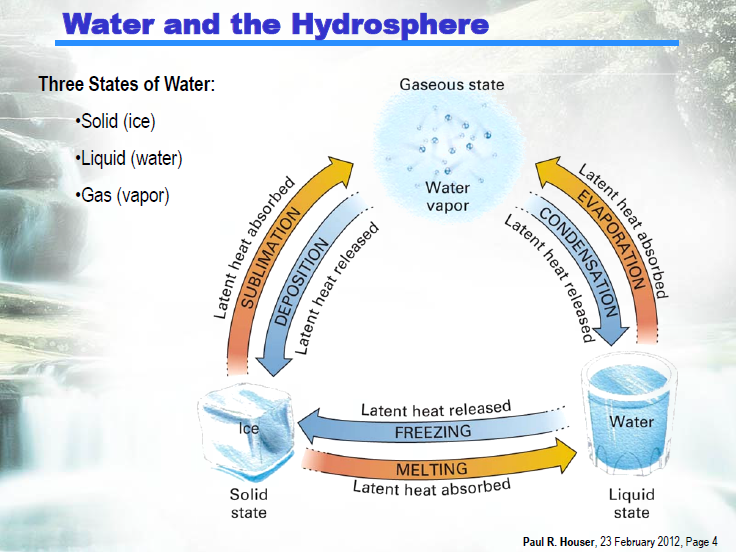 Water and the Hydrosphere
Three States of Water:
•Solid (ice)
•Liquid (water)
•Gas (vapor)
Gaseous state
Water
vapor
Latent heat absorbed
SUBLIMATION
DEPOSITION
Latent heat released
Latent heat absorbed
EVAPORATION
CONDENSATION
Latent heat released
Ice
Water
Latent heat released
FREEZING
MELTING
Latent heat absorbed
Solid
state
Liquid
state
Paul R. Houser, 23 February 2012, Page 4